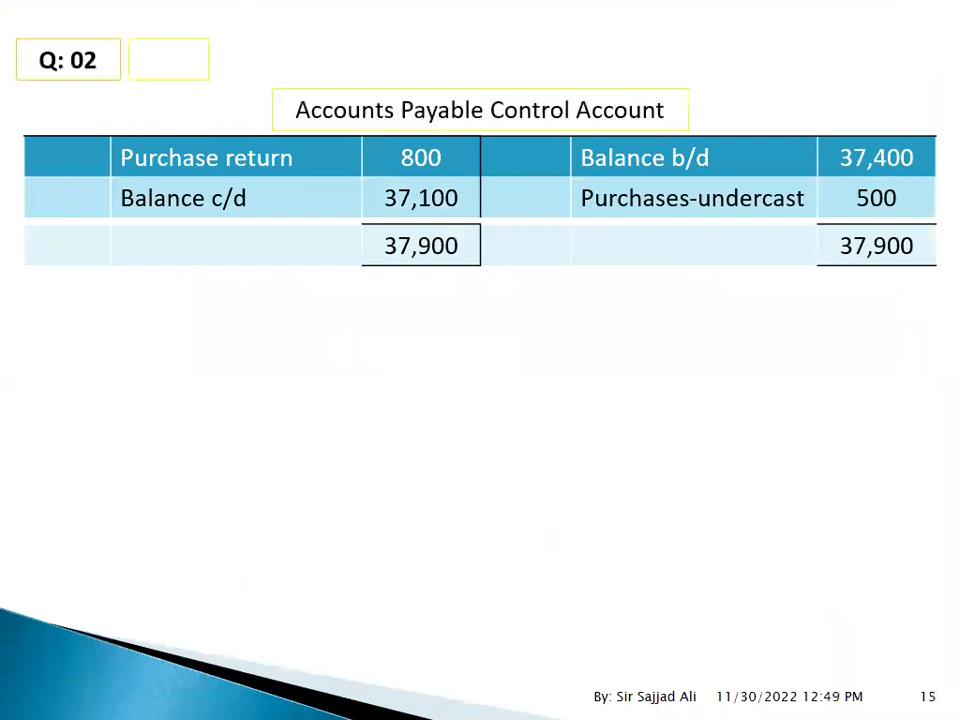 Q: 02
Accounts Payable Control Account
Purchase return 800 Balance b/d 37,400
Balance c/d 37,100 Purchases-undercast 500
37,900 37,900
By: Sir Sajjad Ali 11/30/2022 12:49 PM 15